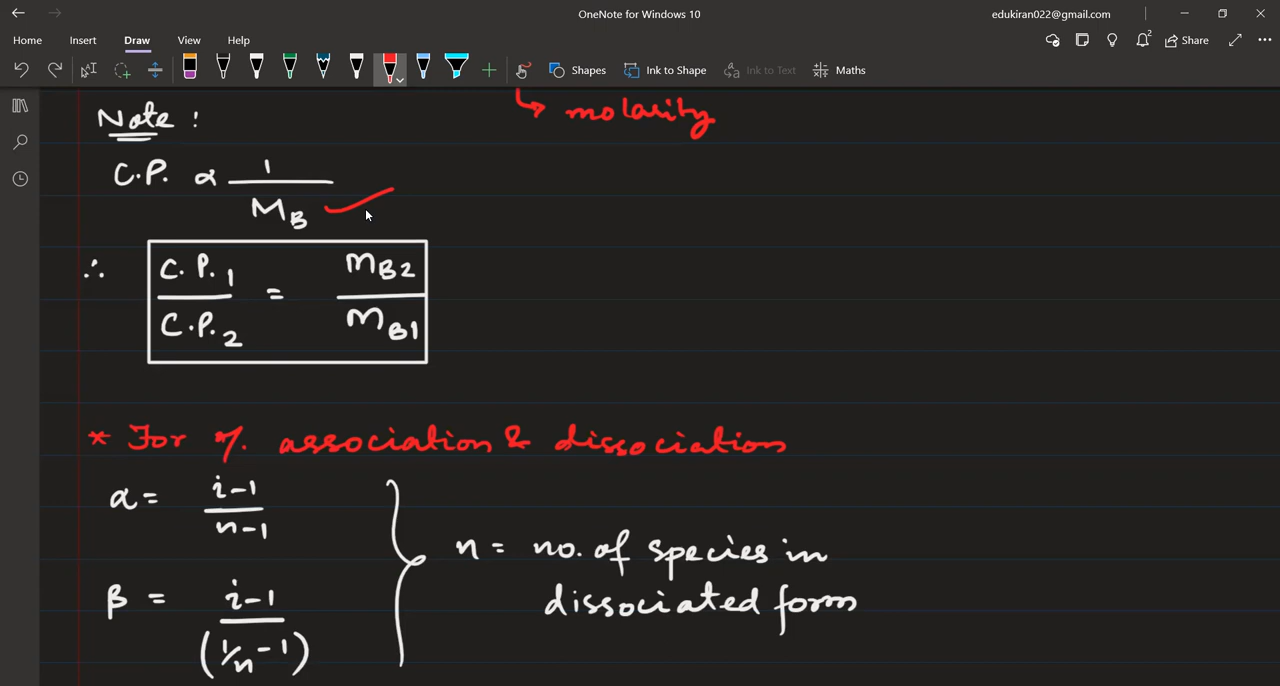 OneNote for Windows 10
edukiran022@gmail.com
Home Insert Draw View Help
Share
Shapes Ink to Shape Ink to Text Maths
↳ molarity
Note :
C.P. ∝ 1/M_B ✓
∴ C.P.₁/C.P.₂ = M_B2/M_B1
* For %. association & dissociation
α = i-1/n-1
n = no. of species in
dissociated form
β = i-1/(1/n - 1)